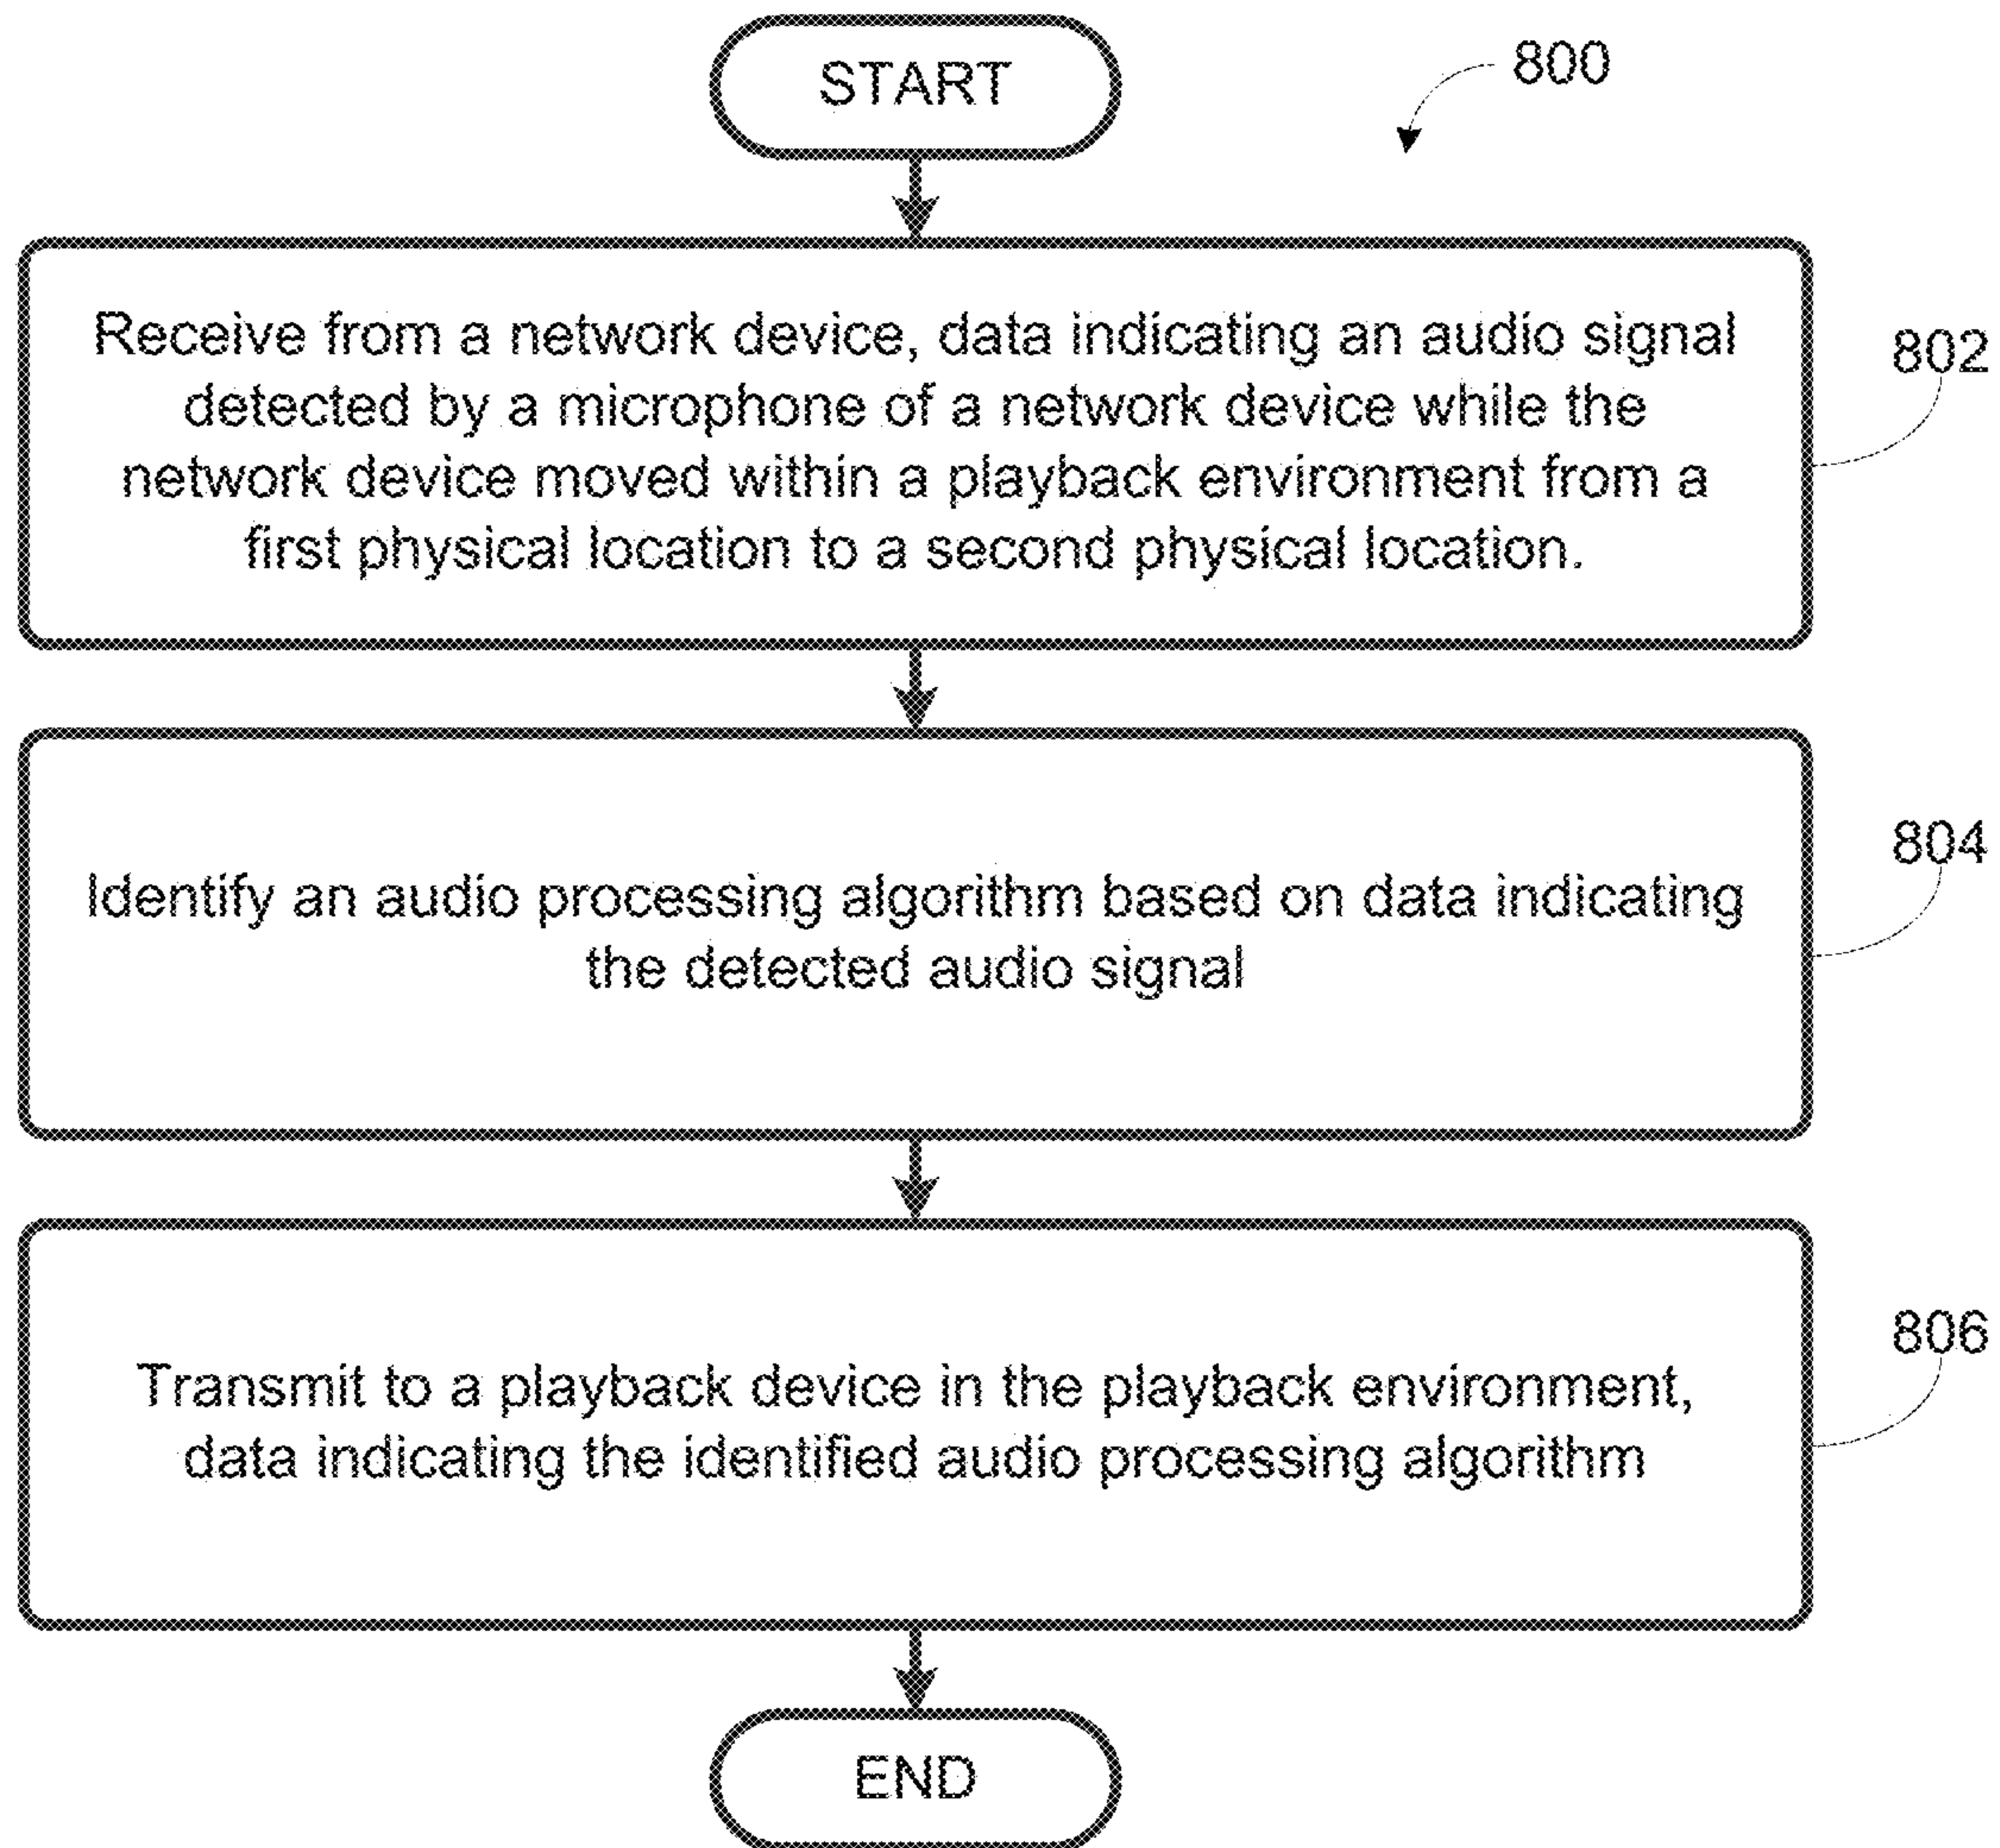 START
800
Receive from a network device, data indicating an audio signal
detected by a microphone of a network device while the
network device moved within a playback environment from a
first physical location to a second physical location.
802
Identify an audio processing algorithm based on data indicating
the detected audio signal
804
Transmit to a playback device in the playback environment,
data indicating the identified audio processing algorithm
806
END